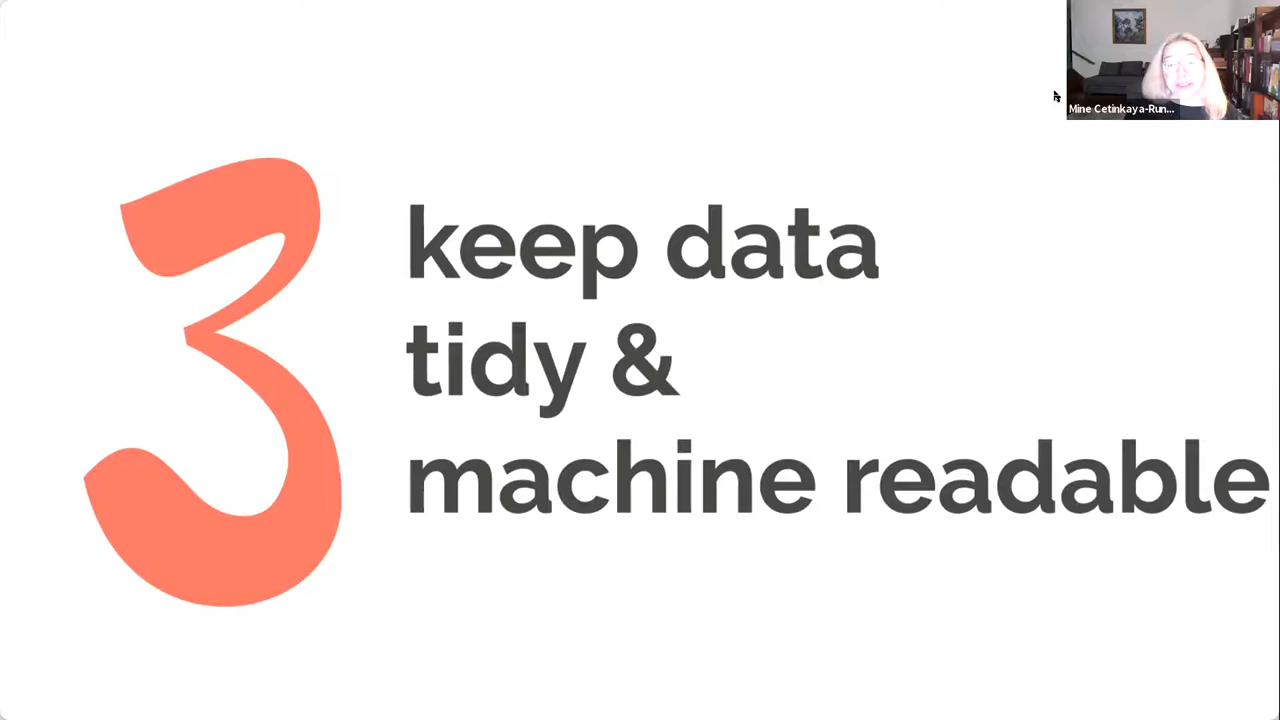 Mine Cetinkaya-Run...
3
keep data
tidy &
machine readable